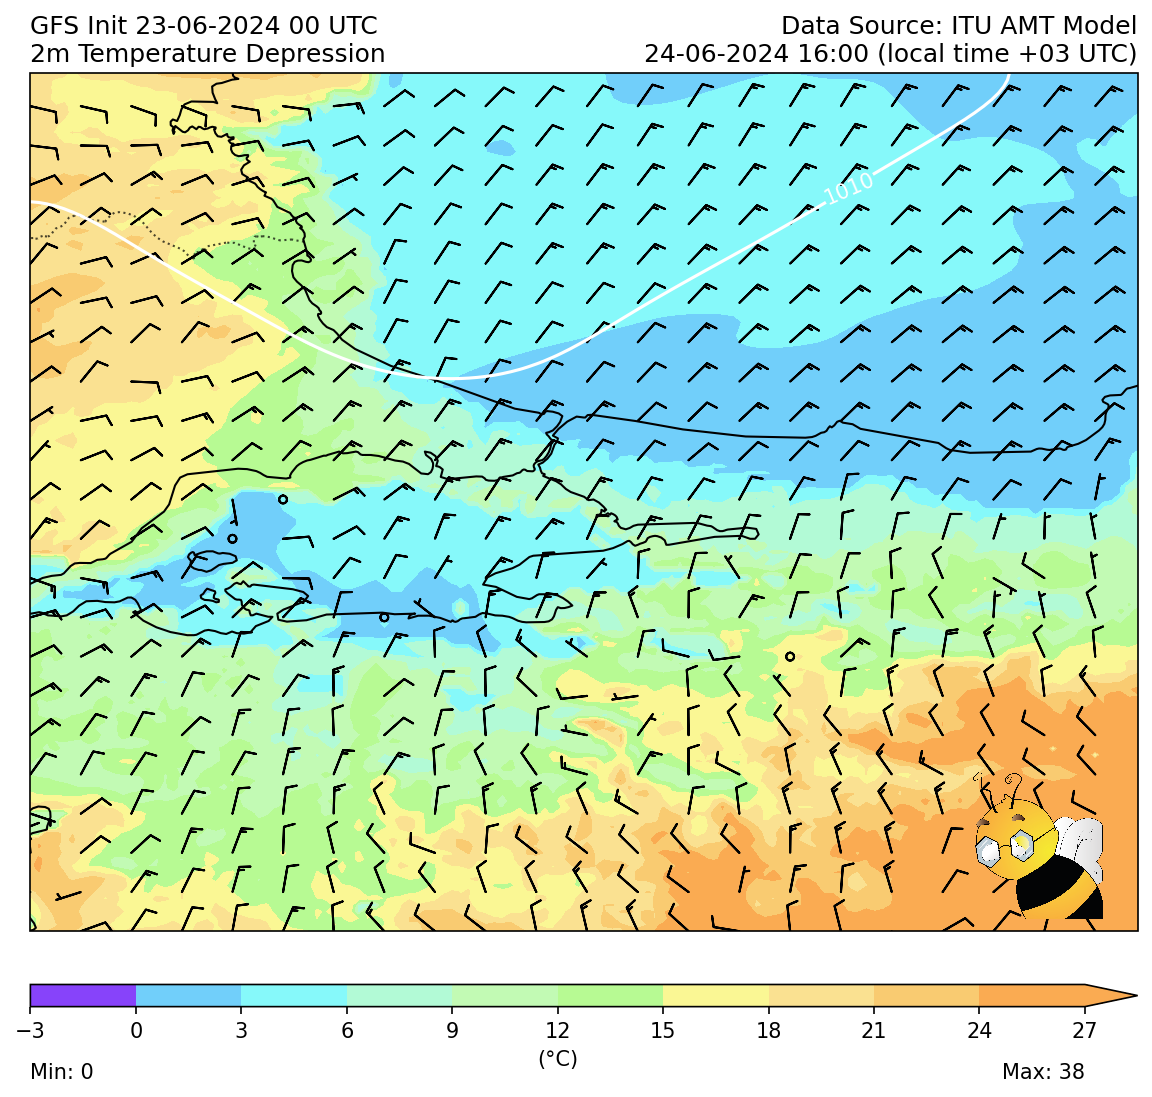 GFS Init 23-06-2024 00 UTC
Data Source: ITU AMT Model
2m Temperature Depression
24-06-2024 16:00 (local time +03 UTC)
1010
−3 0 3 6 9 12 15 18 21 24 27
(°C)
Min: 0
Max: 38